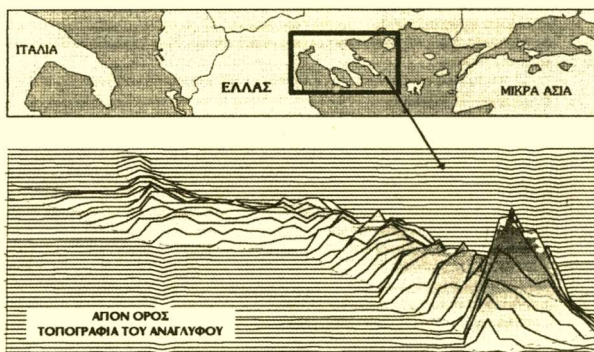 ΙΤΑΛΙΑ
ΕΛΛΑΣ
ΜΙΚΡΑ ΑΣΙΑ
ΑΓΙΟΝ ΟΡΟΣ
ΤΟΠΟΓΡΑΦΙΑ ΤΟΥ ΑΝΑΓΛΥΦΟΥ